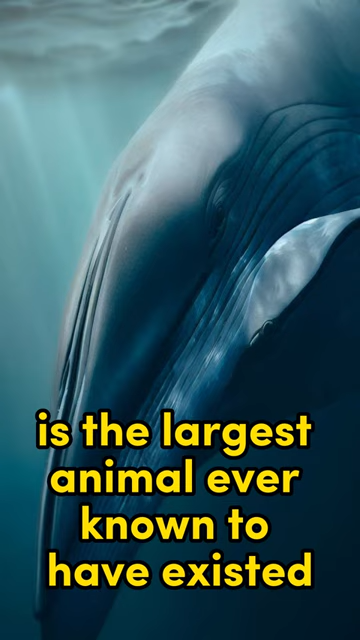 is the largest
animal ever
known to
have existed